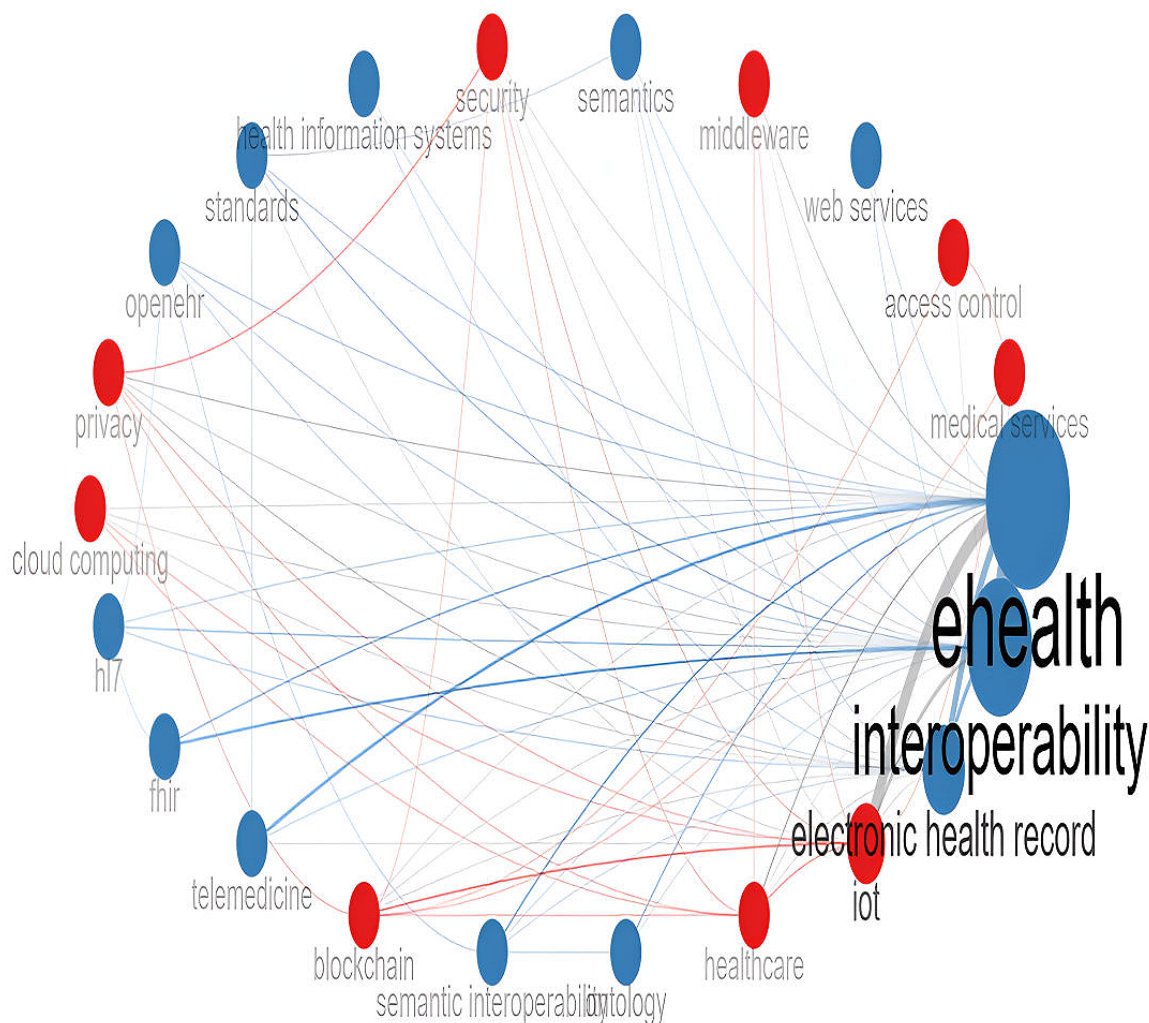 security
semantics
health information systems
middleware
standards
web services
openehr
access control
privacy
medical services
cloud computing
ehealth
hl7
interoperability
fhir
electronic health record
telemedicine
iot
blockchain
healthcare
semantic interoperability
ontology